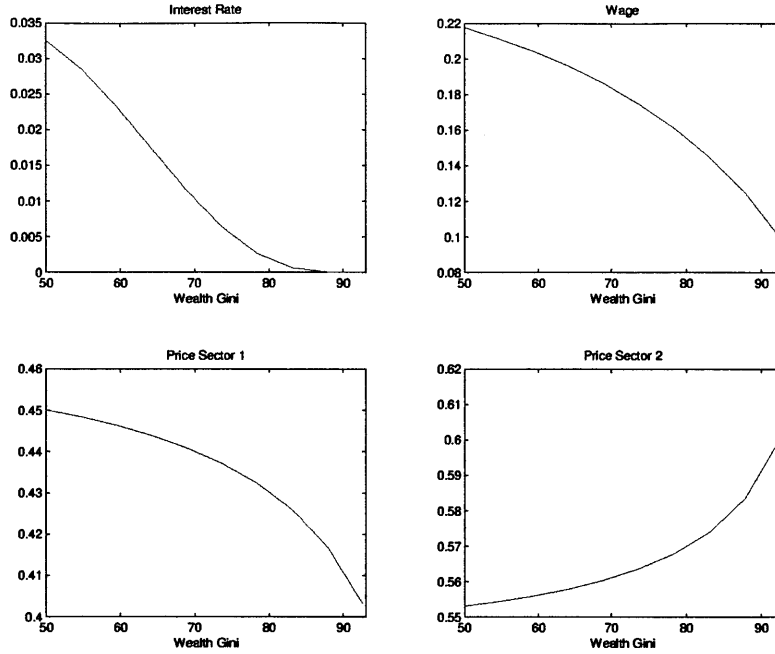 Interest Rate
0.035
0.03
0.025
0.02
0.015
0.01
0.005
0
50 60 70 80 90
Wealth Gini
Wage
0.22
0.2
0.18
0.16
0.14
0.12
0.1
0.08
50 60 70 80 90
Wealth Gini
Price Sector 1
0.46
0.45
0.44
0.43
0.42
0.41
0.4
50 60 70 80 90
Wealth Gini
Price Sector 2
0.62
0.61
0.6
0.59
0.58
0.57
0.56
0.55
50 60 70 80 90
Wealth Gini